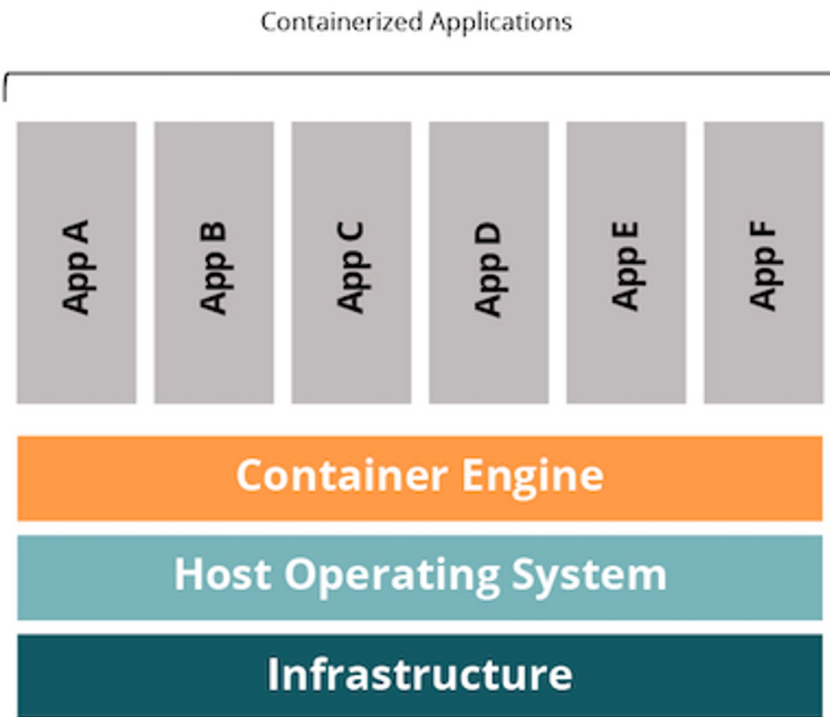 Containerized Applications
App A
App B
App C
App D
App E
App F
Container Engine
Host Operating System
Infrastructure